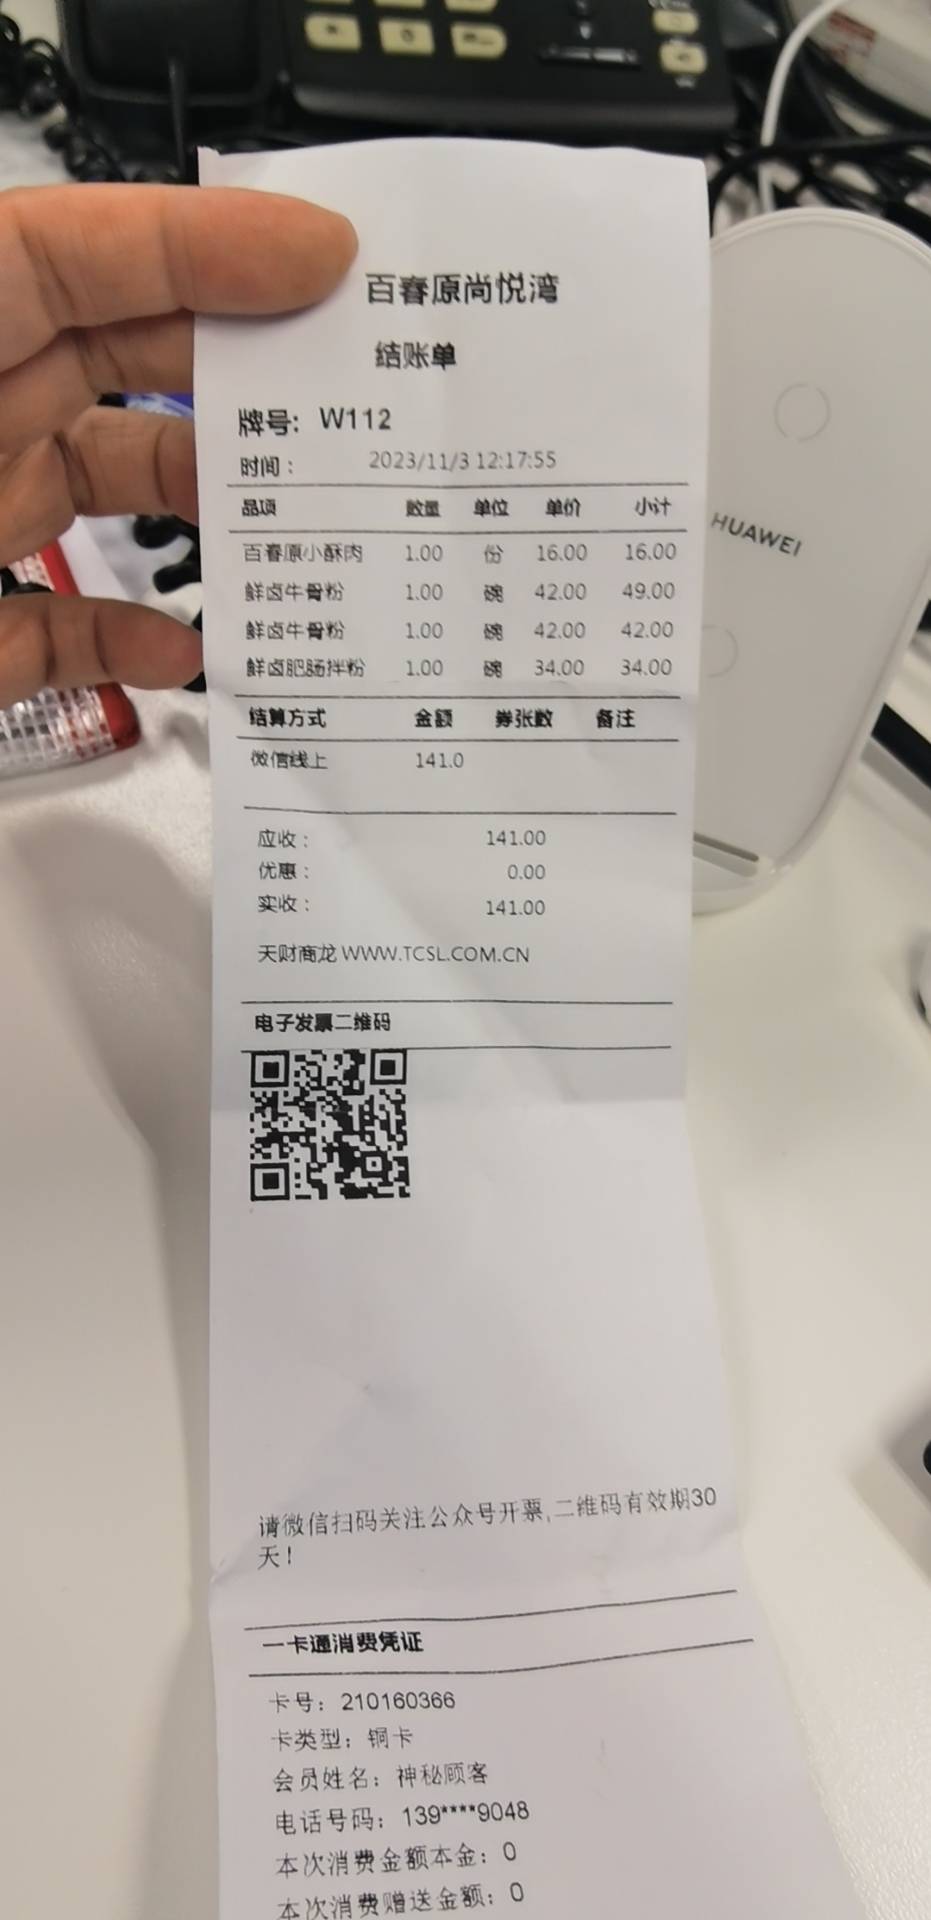 百春原尚悦湾
结账单
牌号: W112
时间: 2023/11/3 12:17:55
品项 数量 单位 单价 小计
百春原小酥肉 1.00 份 16.00 16.00
鲜卤牛骨粉 1.00 碗 42.00 49.00
鲜卤牛骨粉 1.00 碗 42.00 42.00
鲜卤肥肠拌粉 1.00 碗 34.00 34.00
结算方式 金额 券张数 备注
微信线上 141.0
应收: 141.00
优惠: 0.00
实收: 141.00
天财商龙 WWW.TCSL.COM.CN
电子发票二维码
请微信扫码关注公众号开票,二维码有效期30
天!
一卡通消费凭证
卡号: 210160366
卡类型: 铜卡
会员姓名: 神秘顾客
电话号码: 139****9048
本次消费金额本金: 0
本次消费赠送金额: 0
HUAWEI